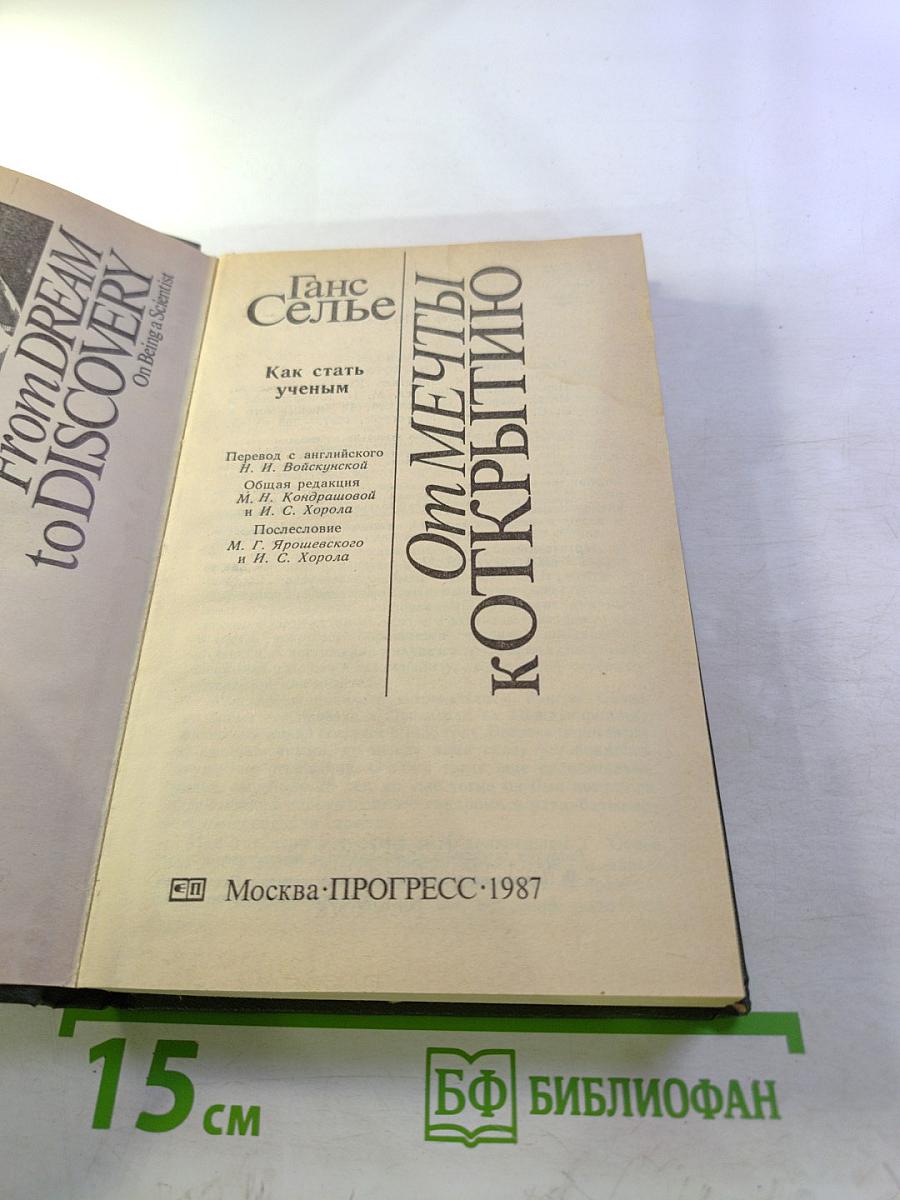 From DREAM
to DISCOVERY
On Being a Scientist
Ганс
Селье
Как стать
ученым
Перевод с английского
Н. И. Войскунской
Общая редакция
М. Н. Кондрашовой
и И. С. Хорола
Послесловие
М. Г. Ярошевского
и И. С. Хорола
От МЕЧТЫ
к ОТКРЫТИЮ
Москва·ПРОГРЕСС·1987
15 см
БФ БИБЛИОФАН